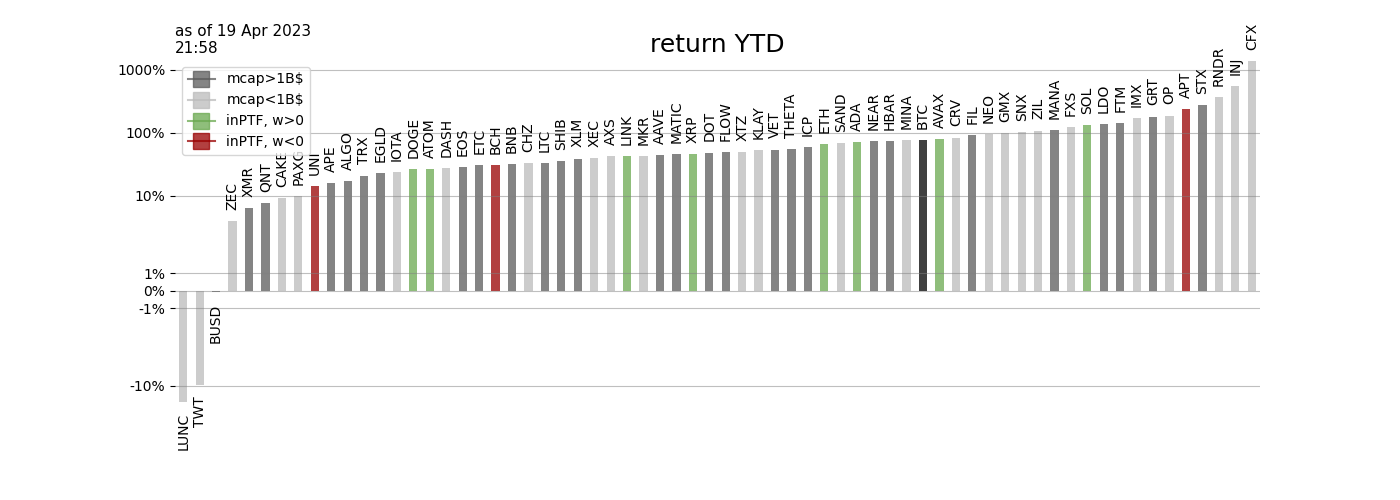 as of 19 Apr 2023
21:58
return YTD
1000%
100%
10%
1%
0%
-1%
-10%
mcap>1B$
mcap<1B$
inPTF, w>0
inPTF, w<0
LUNC
TWT
BUSD
ZEC
XMR
QNT
CAKE
PAXG
UNI
APE
ALGO
TRX
EGLD
IOTA
DOGE
ATOM
DASH
EOS
ETC
BCH
BNB
CHZ
LTC
SHIB
XLM
XEC
AXS
LINK
MKR
AAVE
MATIC
XRP
DOT
FLOW
XTZ
KLAY
VET
THETA
ICP
ETH
SAND
ADA
NEAR
HBAR
MINA
BTC
AVAX
CRV
FIL
NEO
GMX
SNX
ZIL
MANA
FXS
SOL
LDO
FTM
IMX
GRT
OP
APT
STX
RNDR
INJ
CFX